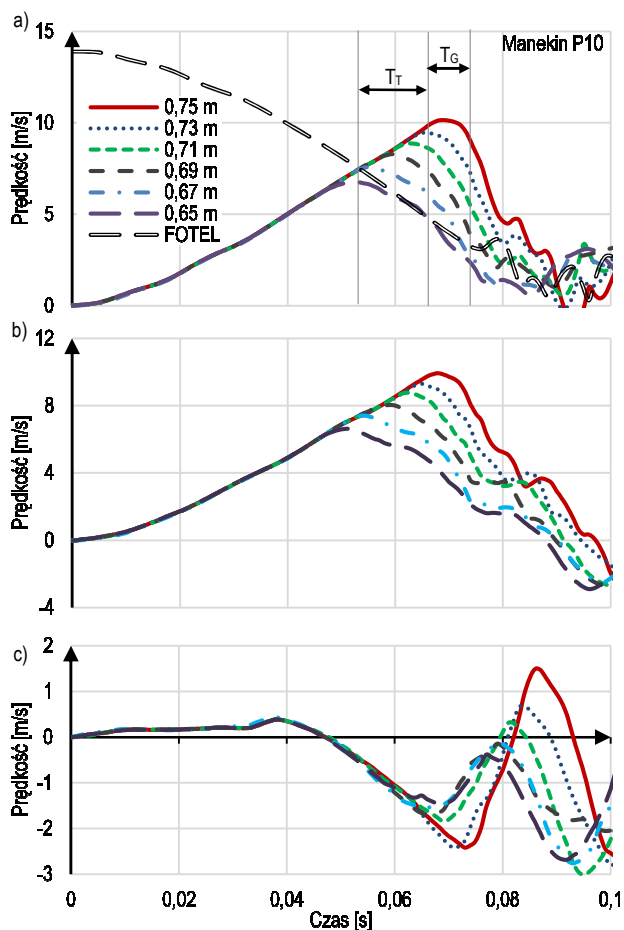 a)
Manekin P10
T_T
T_G
Prędkość [m/s]
15
10
5
0
0,75 m
0,73 m
0,71 m
0,69 m
0,67 m
0,65 m
FOTEL
b)
Prędkość [m/s]
12
8
4
0
-4
c)
Prędkość [m/s]
2
1
0
-1
-2
-3
0 0,02 0,04 0,06 0,08 0,1
Czas [s]